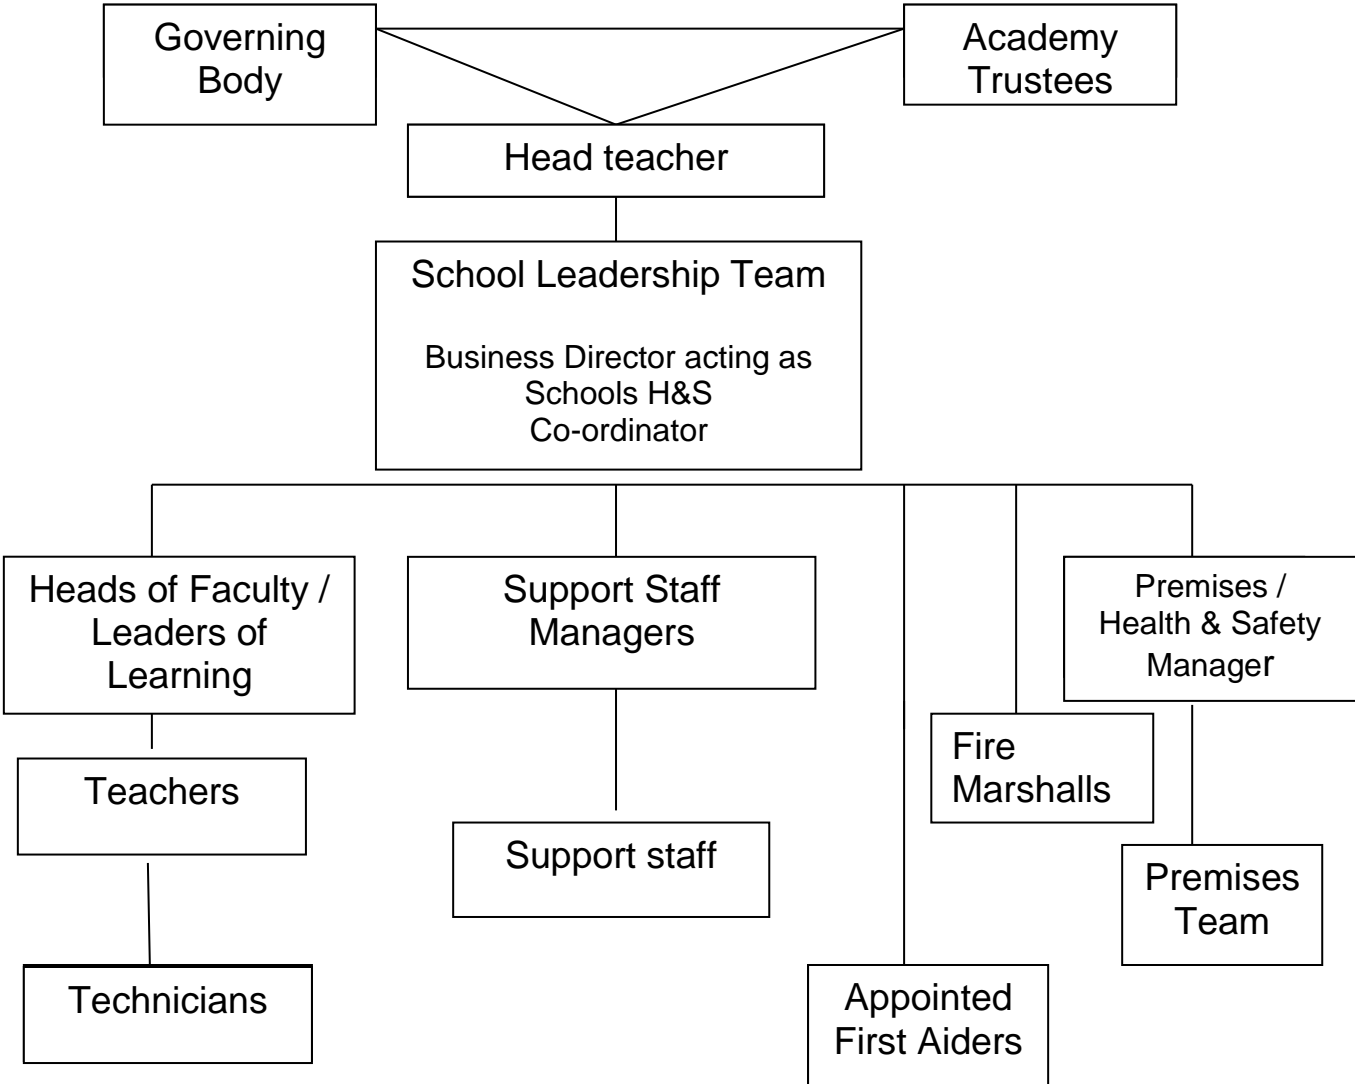 Governing
Body
Academy
Trustees
Head teacher
School Leadership Team
Business Director acting as
Schools H&S
Co-ordinator
Heads of Faculty /
Leaders of
Learning
Support Staff
Managers
Premises /
Health & Safety
Manager
Fire
Marshalls
Teachers
Support staff
Premises
Team
Technicians
Appointed
First Aiders